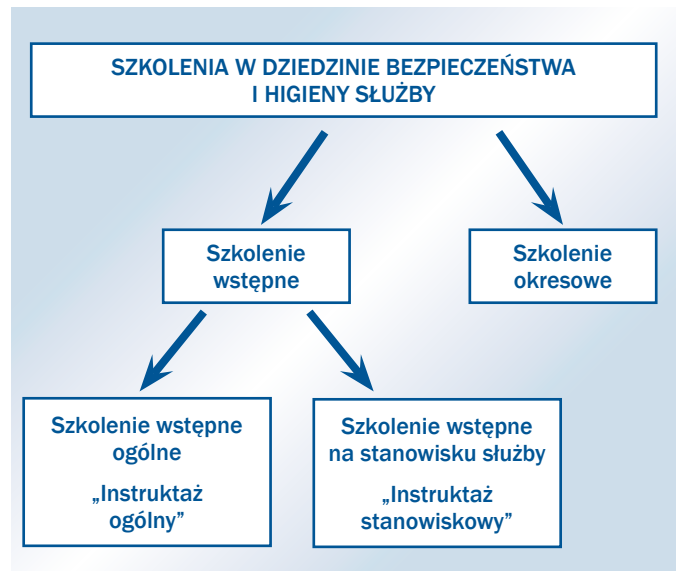 SZKOLENIA W DZIEDZINIE BEZPIECZEŃSTWA
I HIGIENY SŁUŻBY
Szkolenie
wstępne
Szkolenie
okresowe
Szkolenie wstępne
ogólne
„Instruktaż
ogólny”
Szkolenie wstępne
na stanowisku służby
„Instruktaż
stanowiskowy”